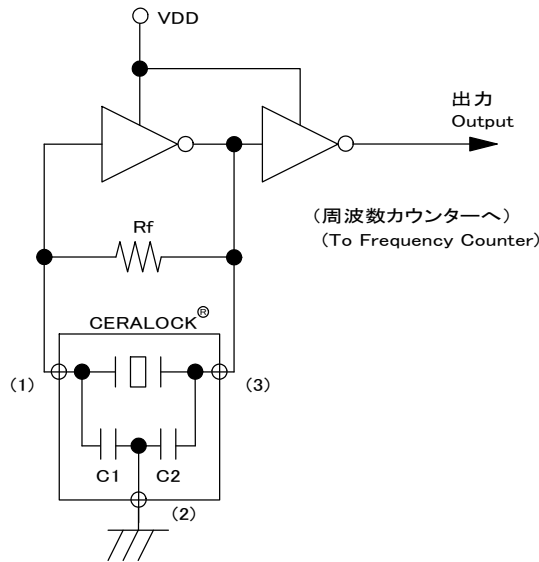 VDD
出力
Output
(周波数カウンターへ)
(To Frequency Counter)
Rf
CERALOCK®
(1)
(3)
C1
C2
(2)